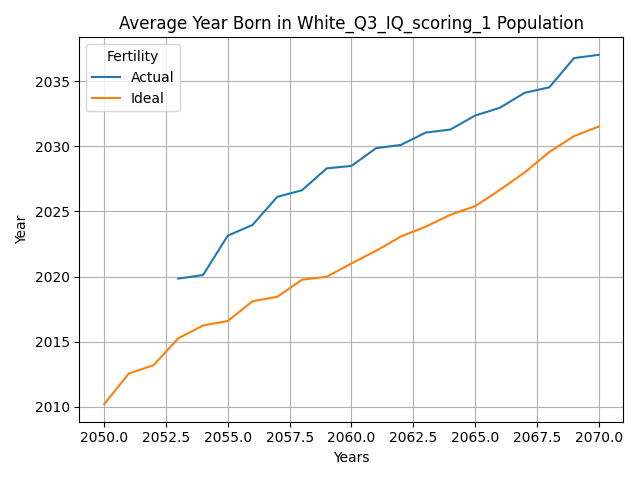 Average Year Born in White_Q3_IQ_scoring_1 Population
Fertility
Actual
Ideal
Year
2035
2030
2025
2020
2015
2010
2050.0 2052.5 2055.0 2057.5 2060.0 2062.5 2065.0 2067.5 2070.0
Years